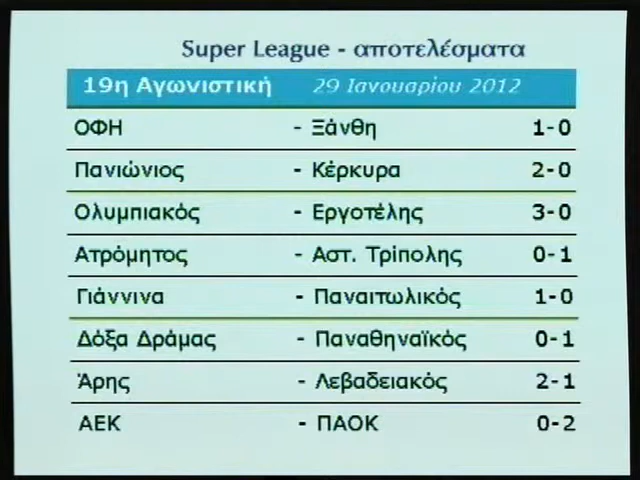 Super League - αποτελέσματα
19η Αγωνιστική 29 Ιανουαρίου 2012
ΟΦΗ - Ξάνθη 1-0
Πανιώνιος - Κέρκυρα 2-0
Ολυμπιακός - Εργοτέλης 3-0
Ατρόμητος - Αστ. Τρίπολης 0-1
Γιάννινα - Παναιτωλικός 1-0
Δόξα Δράμας - Παναθηναϊκός 0-1
Άρης - Λεβαδειακός 2-1
ΑΕΚ - ΠΑΟΚ 0-2